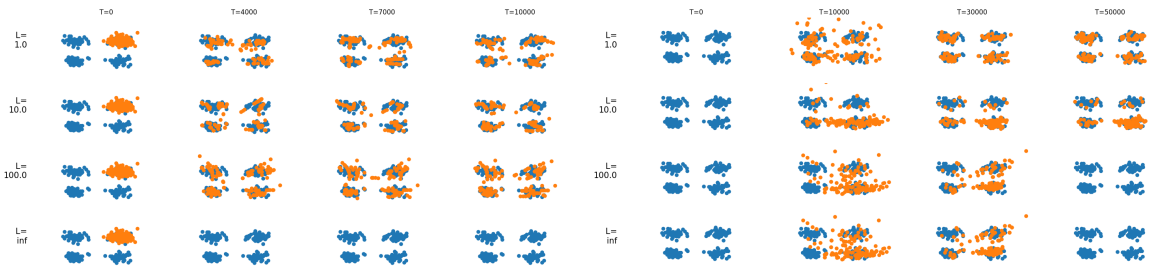 T=0 T=4000 T=7000 T=10000 T=0 T=10000 T=30000 T=50000
L= L=
1.0 1.0
L= L=
10.0 10.0
L= L=
100.0 100.0
L= L=
inf inf